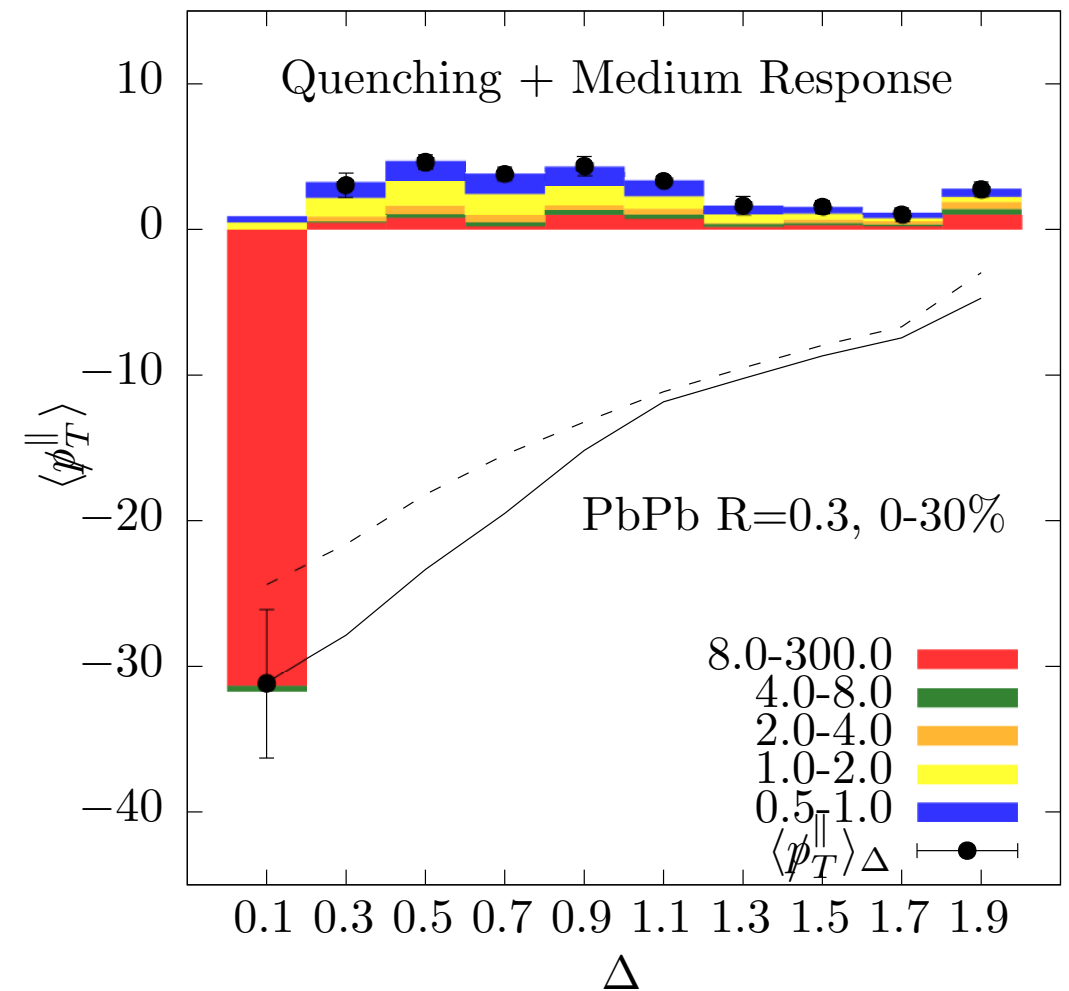 Quenching + Medium Response
10
0
−10
−20
−30
−40
⟨p̸_T^∥⟩
PbPb R=0.3, 0-30%
8.0-300.0
4.0-8.0
2.0-4.0
1.0-2.0
0.5-1.0
⟨p̸_T^∥⟩_Δ
0.1 0.3 0.5 0.7 0.9 1.1 1.3 1.5 1.7 1.9
Δ